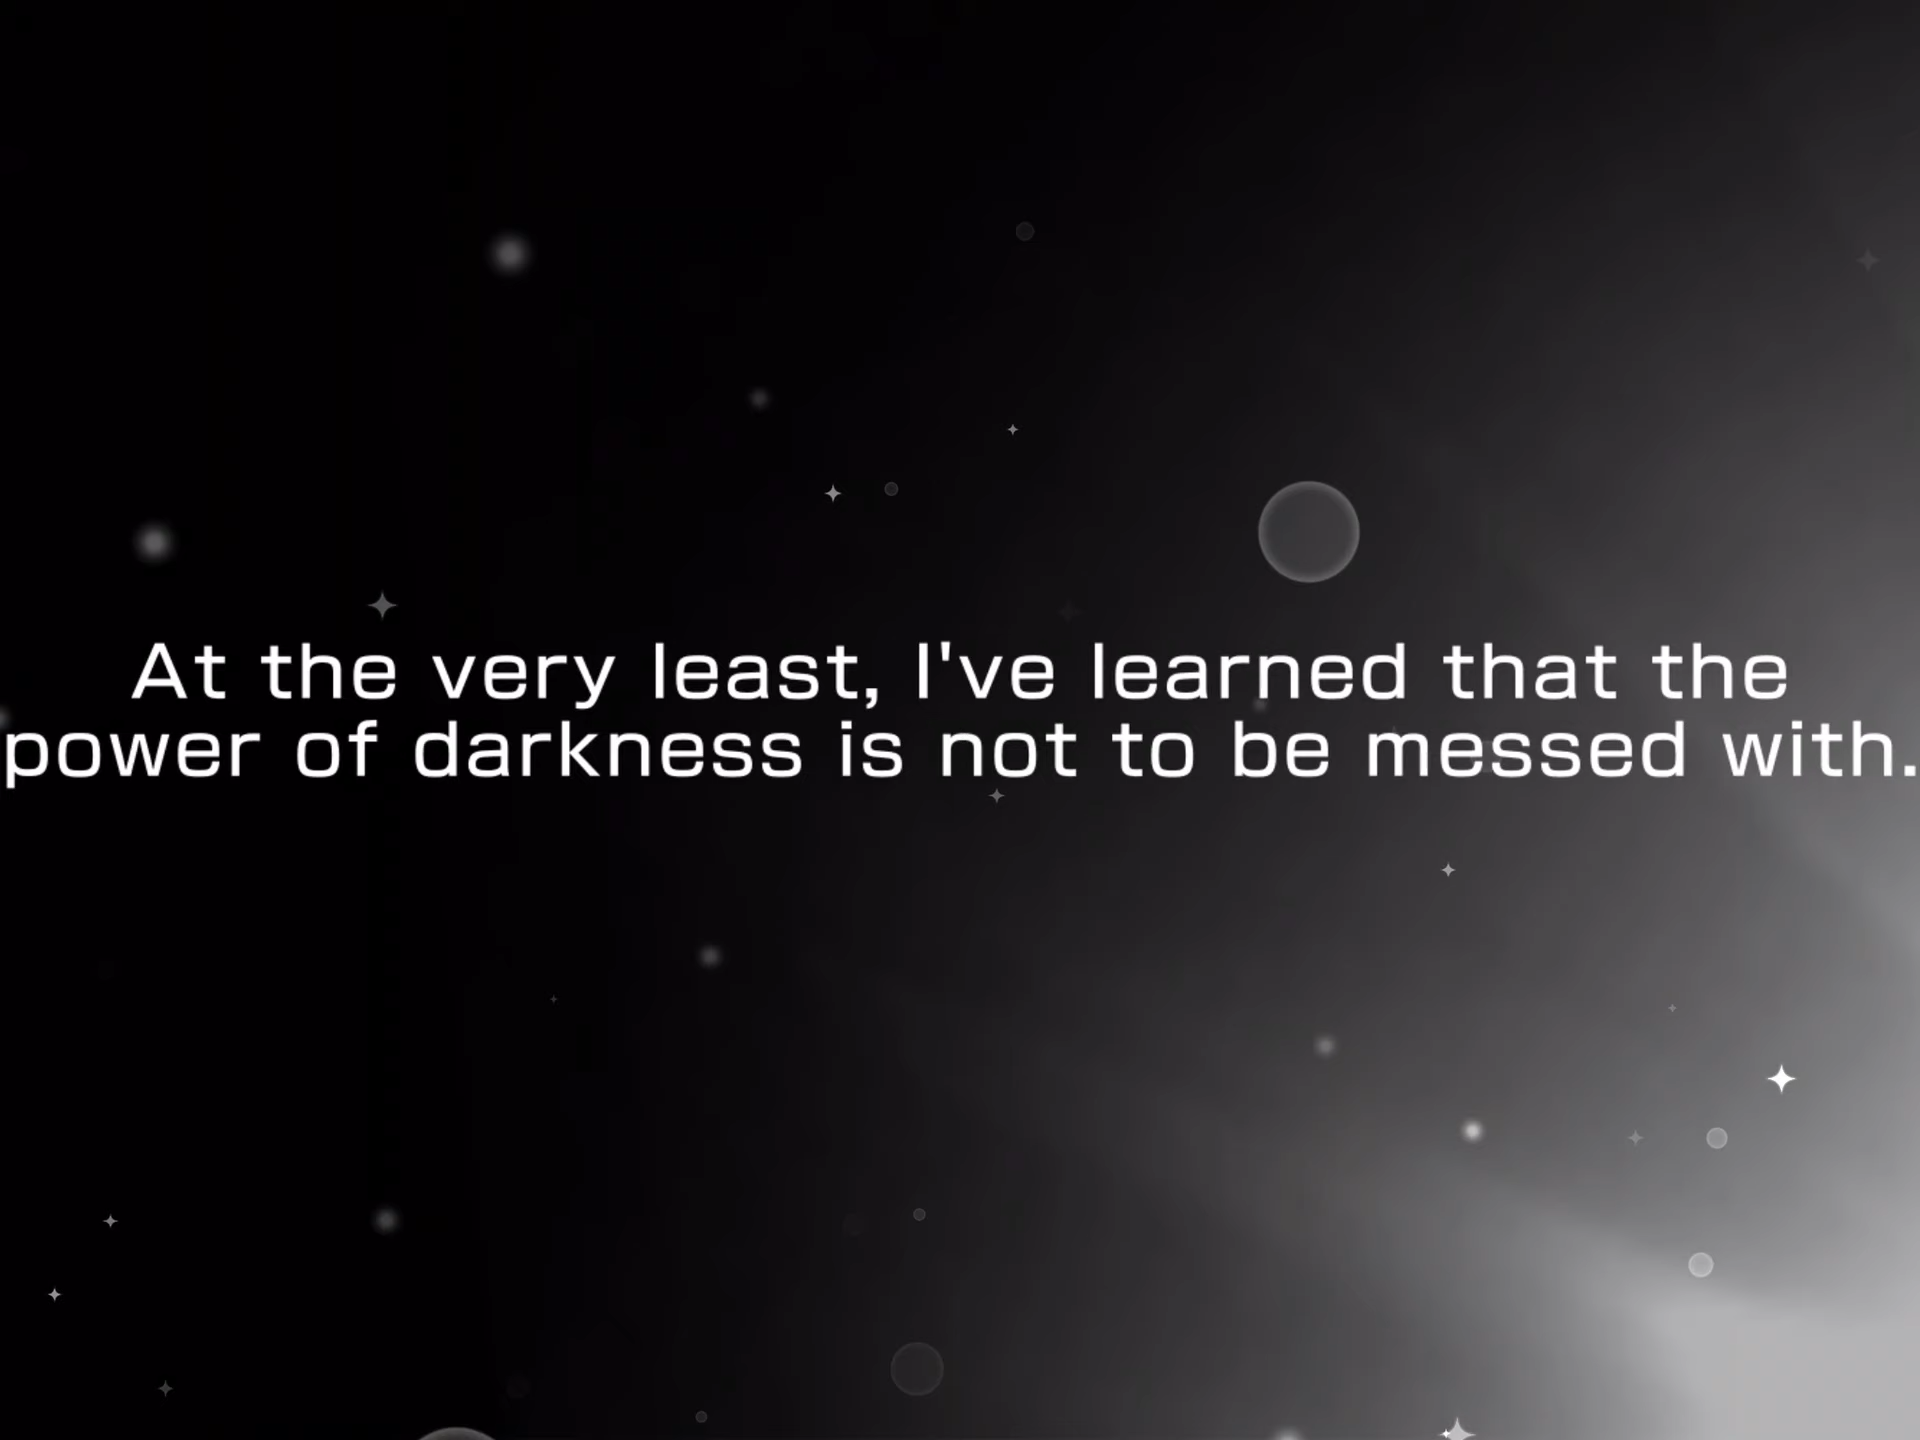 At the very least, I've learned that the
power of darkness is not to be messed with.